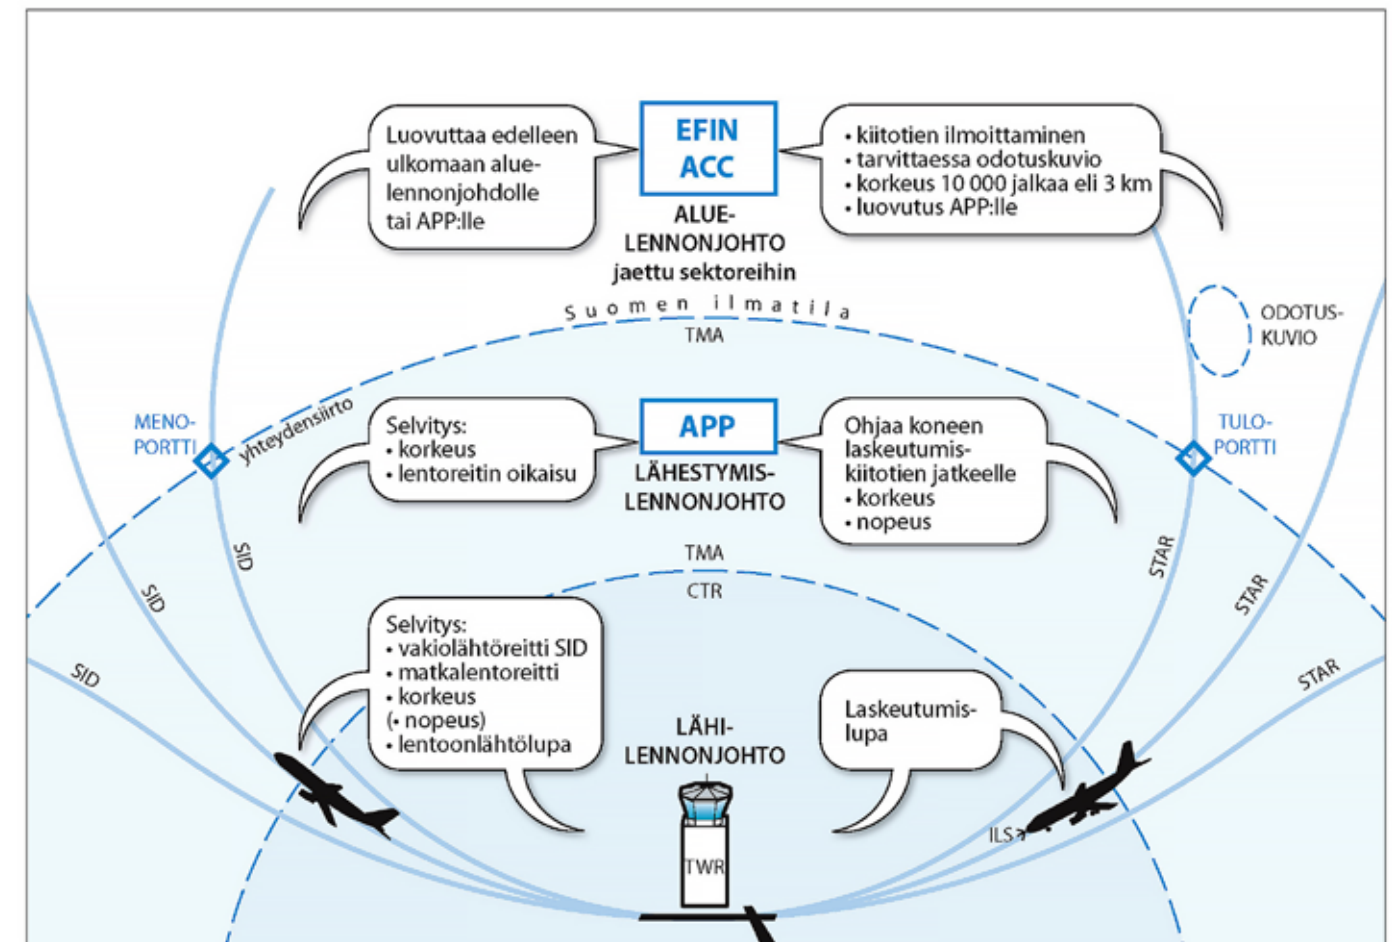 Luovuttaa edelleen
ulkomaan alue-
lennonjohdolle
tai APP:lle
EFIN
ACC
ALUE-
LENNONJOHTO
jaettu sektoreihin
• kiitotien ilmoittaminen
• tarvittaessa odotuskuvio
• korkeus 10 000 jalkaa eli 3 km
• luovutus APP:lle
Suomen ilmatila
TMA
ODOTUS-
KUVIO
MENO-
PORTTI
yhteydensiirto
Selvitys:
• korkeus
• lentoreitin oikaisu
APP
LÄHESTYMIS-
LENNONJOHTO
Ohjaa koneen
laskeutumis-
kiitotien jatkeelle
• korkeus
• nopeus
TULO-
PORTTI
TMA
CTR
SID
SID
SID
STAR
STAR
STAR
Selvitys:
• vakiolähtöreitti SID
• matkalentoreitti
• korkeus
(• nopeus)
• lentoonlähtölupa
LÄHI-
LENNONJOHTO
TWR
Laskeutumis-
lupa
ILS